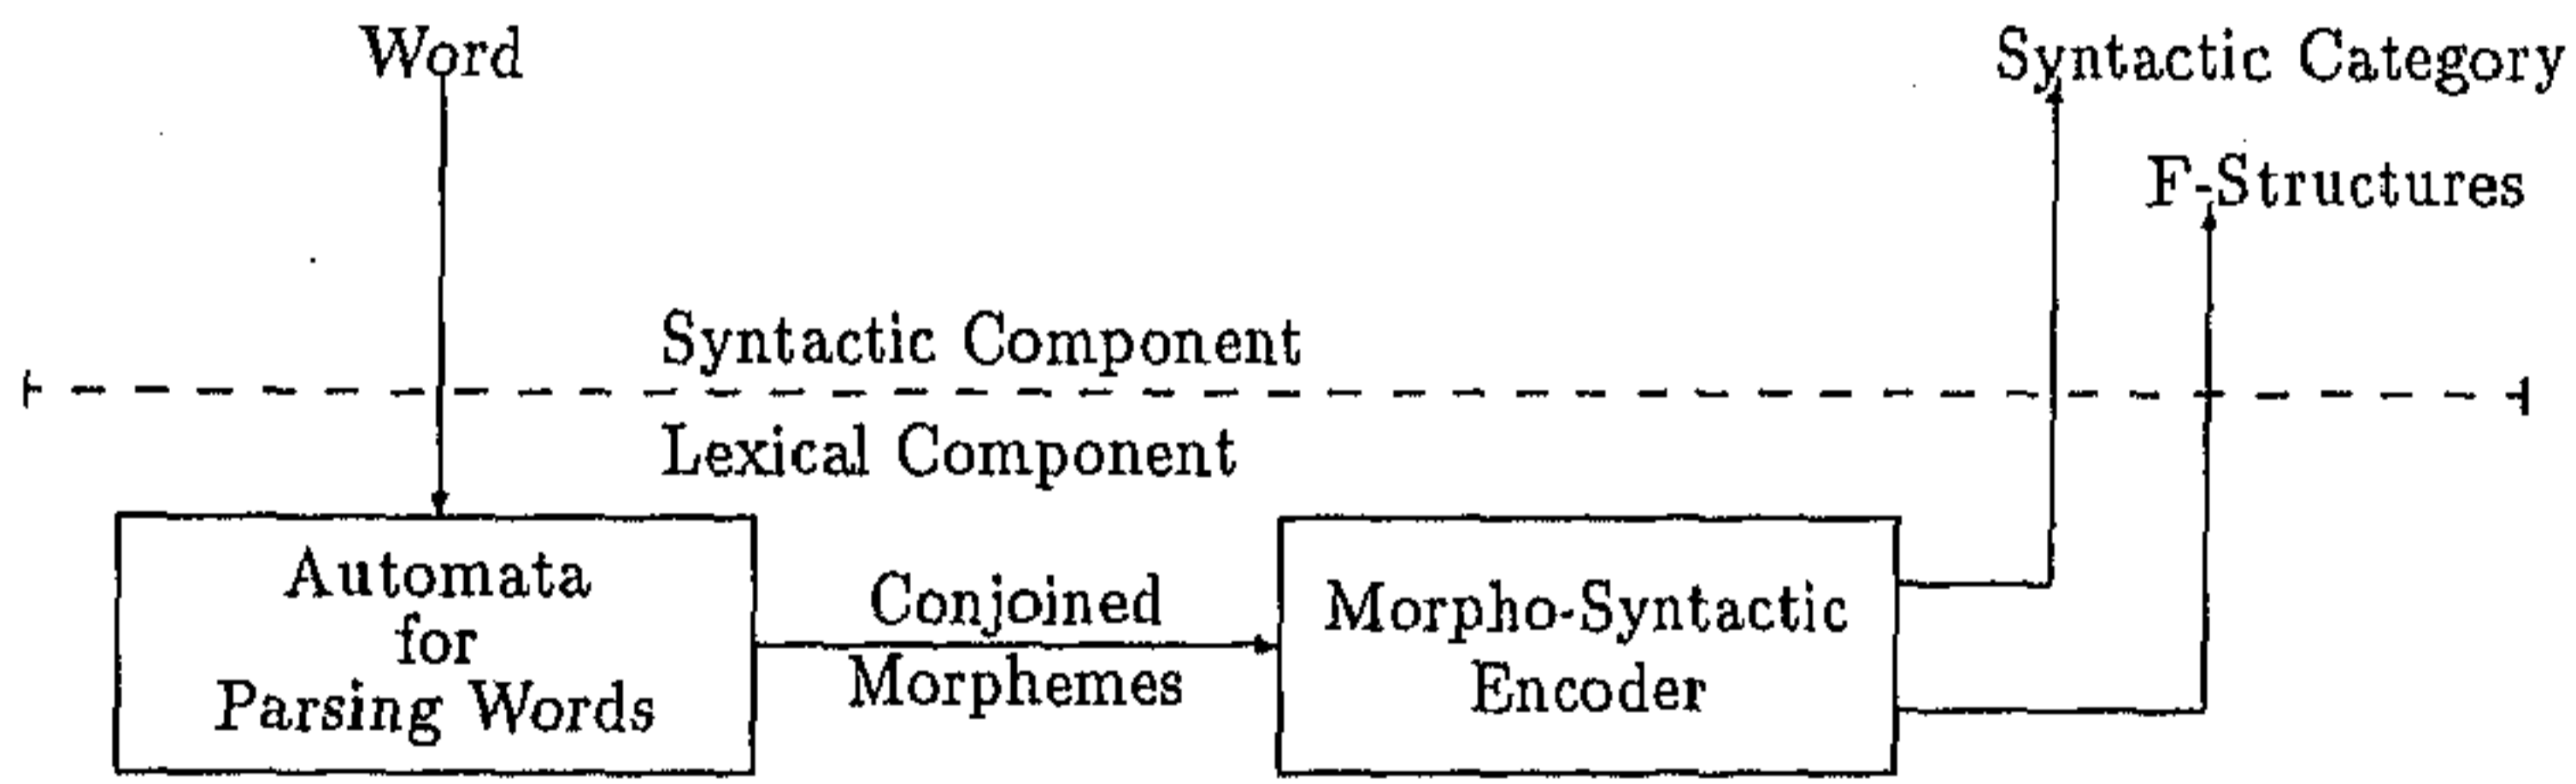 Word
Syntactic Category
F-Structures
Syntactic Component
Lexical Component
Automata
for
Parsing Words
Conjoined
Morphemes
Morpho-Syntactic
Encoder